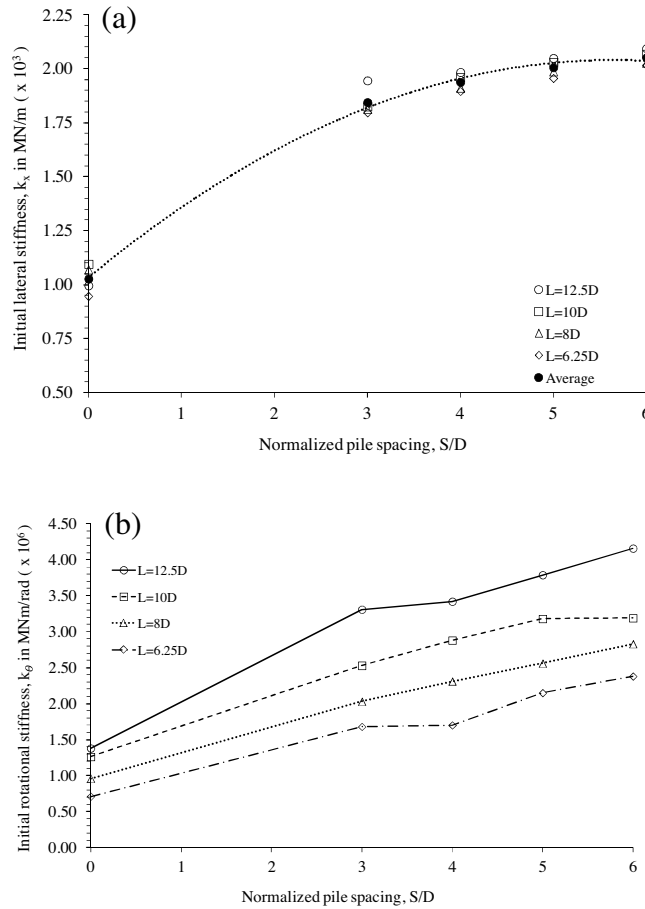 (a)
2.25
2.00
1.75
1.50
1.25
1.00
0.75
0.50
Initial lateral stiffness, kx in MN/m ( x 10³)
L=12.5D
L=10D
L=8D
L=6.25D
Average
0 1 2 3 4 5 6
Normalized pile spacing, S/D
(b)
4.50
4.00
3.50
3.00
2.50
2.00
1.50
1.00
0.50
0.00
Initial rotational stiffness, kθ in MNm/rad ( x 10⁶)
L=12.5D
L=10D
L=8D
L=6.25D
0 1 2 3 4 5 6
Normalized pile spacing, S/D